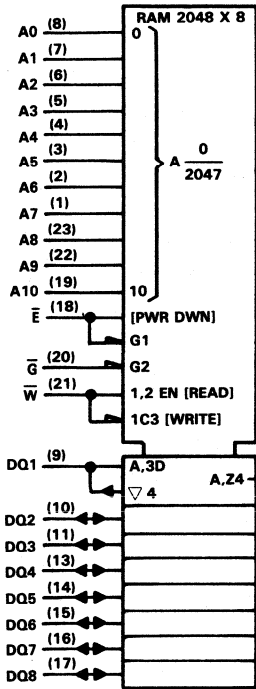 RAM 2048 X 8
A0 (8) 0
A1 (7)
A2 (6)
A3 (5)
A4 (4)
A5 (3)
A 0/2047
A6 (2)
A7 (1)
A8 (23)
A9 (22)
A10 (19) 10
E̅ (18) [PWR DWN]
G1
G̅ (20) G2
W̅ (21) 1,2 EN [READ]
1C3 [WRITE]
DQ1 (9) A,3D
A,Z4
▽ 4
DQ2 (10)
DQ3 (11)
DQ4 (13)
DQ5 (14)
DQ6 (15)
DQ7 (16)
DQ8 (17)